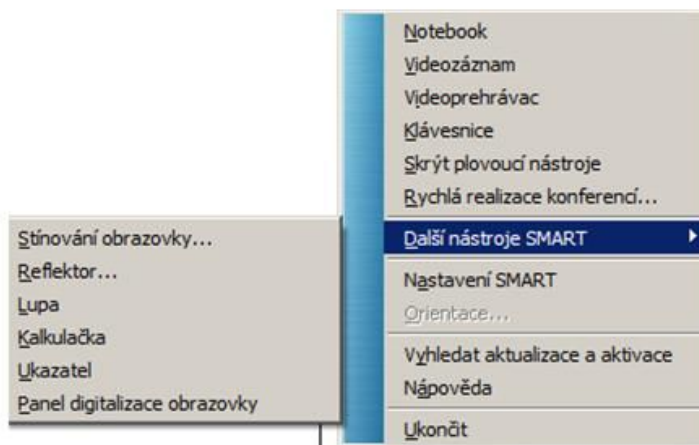 Notebook
Videozáznam
Videoprehrávac
Klávesnice
Skrýt plovoucí nástroje
Rychlá realizace konferencí...
Další nástroje SMART
Nastavení SMART
Orientace...
Vyhledat aktualizace a aktivace
Nápověda
Ukončit
Stínování obrazovky...
Reflektor...
Lupa
Kalkulačka
Ukazatel
Panel digitalizace obrazovky